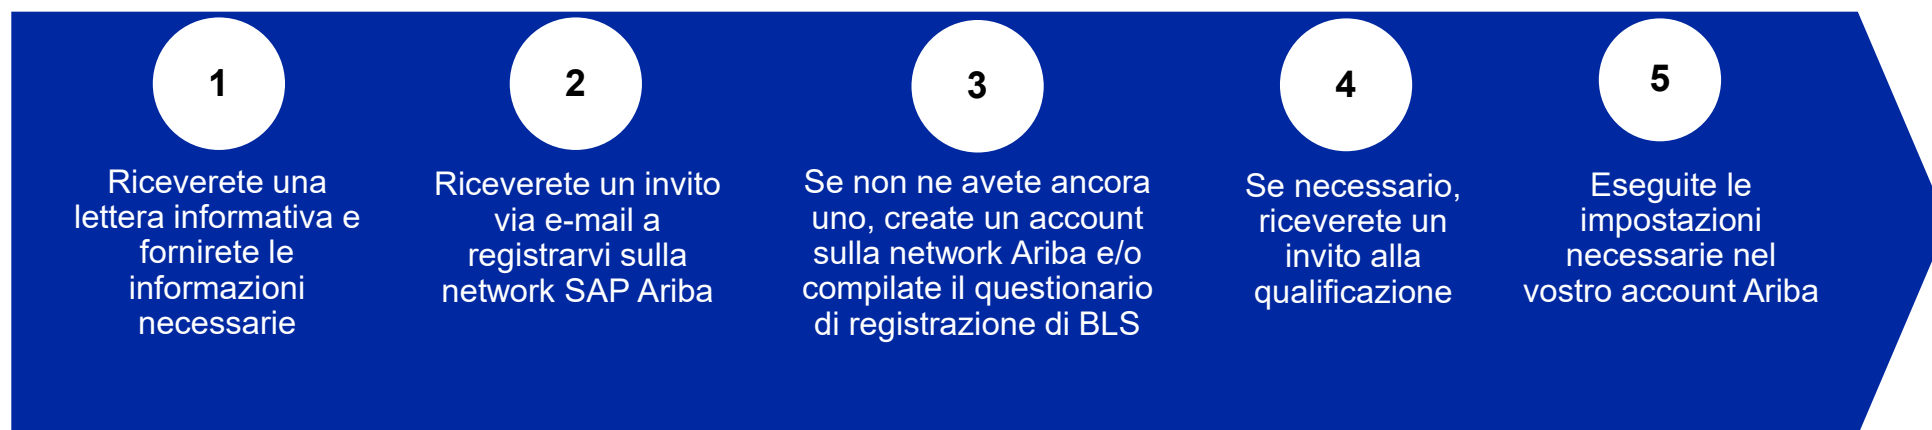 1
Riceverete una
lettera informativa e
fornirete le
informazioni
necessarie
2
Riceverete un invito
via e-mail a
registrarvi sulla
network SAP Ariba
3
Se non ne avete ancora
uno, create un account
sulla network Ariba e/o
compilate il questionario
di registrazione di BLS
4
Se necessario,
riceverete un
invito alla
qualificazione
5
Eseguite le
impostazioni
necessarie nel
vostro account Ariba